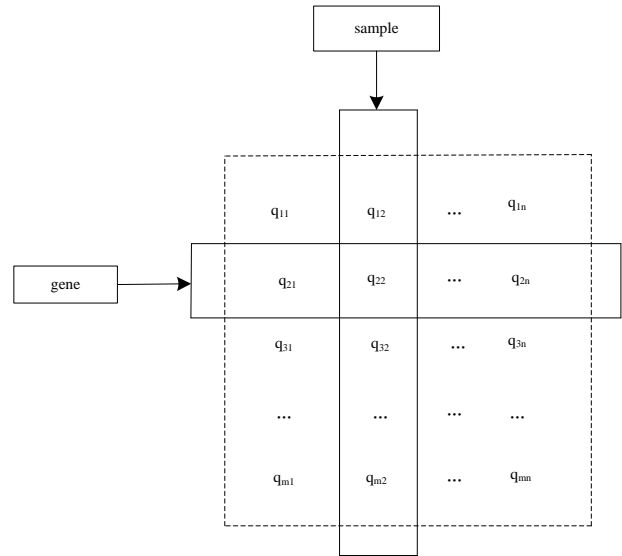 sample
q11 q12 ... q1n
gene q21 q22 ... q2n
q31 q32 ... q3n
... ... ... ...
qm1 qm2 ... qmn